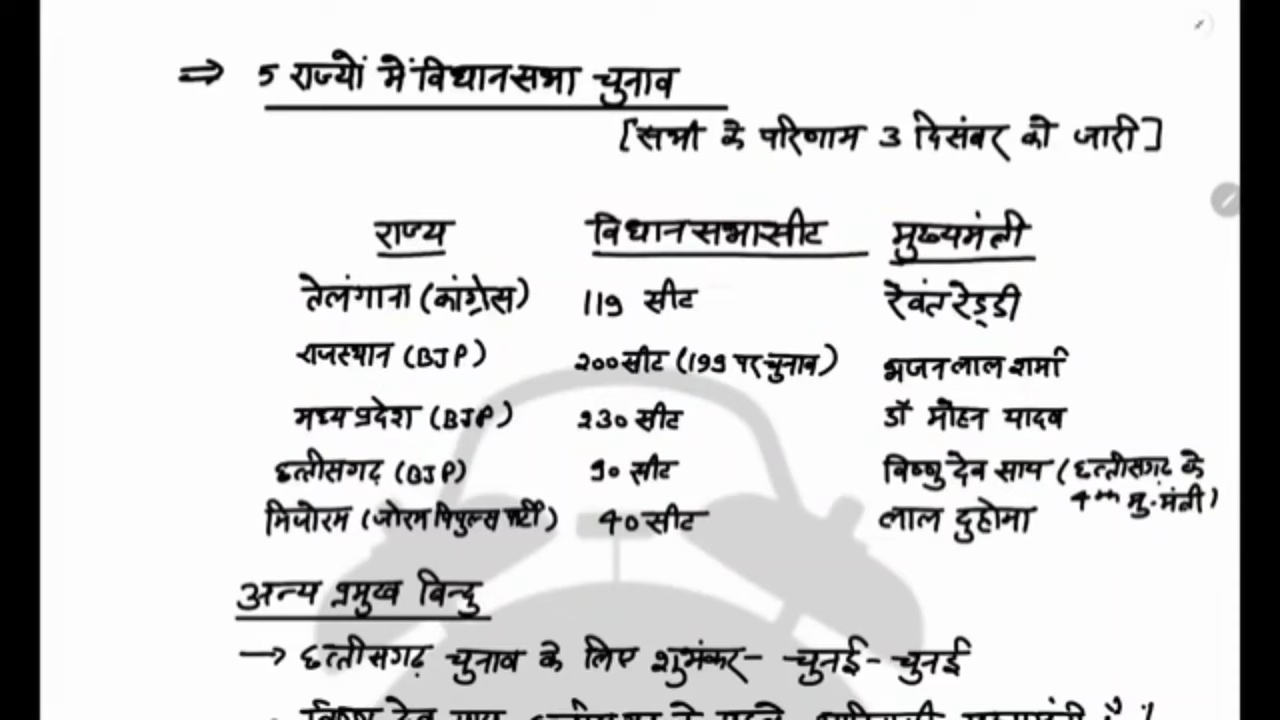 ⇒ 5 राज्यों में विधानसभा चुनाव
[सभी के परिणाम 3 दिसंबर को जारी]
राज्य विधानसभा सीट मुख्यमंत्री
तेलंगाना (कांग्रेस) 119 सीट रेवंत रेड्डी
राजस्थान (BJP) 200 सीट (199 पर चुनाव) भजन लाल शर्मा
मध्य प्रदेश (BJP) 230 सीट डॉ मोहन यादव
छत्तीसगढ़ (BJP) 90 सीट विष्णु देव साय (छत्तीसगढ़ के
4th मु. मंत्री)
मिजोरम (जोरम पिपुल्स पार्टी) 40 सीट लाल दुहोमा
अन्य प्रमुख बिन्दु
→ छत्तीसगढ़ चुनाव के लिए शुभंकर - चुनई - चुनई